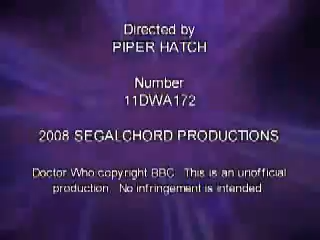 Directed by
PIPER HATCH
Number
11DWA172
2008 SEGALCHORD PRODUCTIONS
Doctor Who copyright BBC. This is an unofficial
production. No infringement is intended.